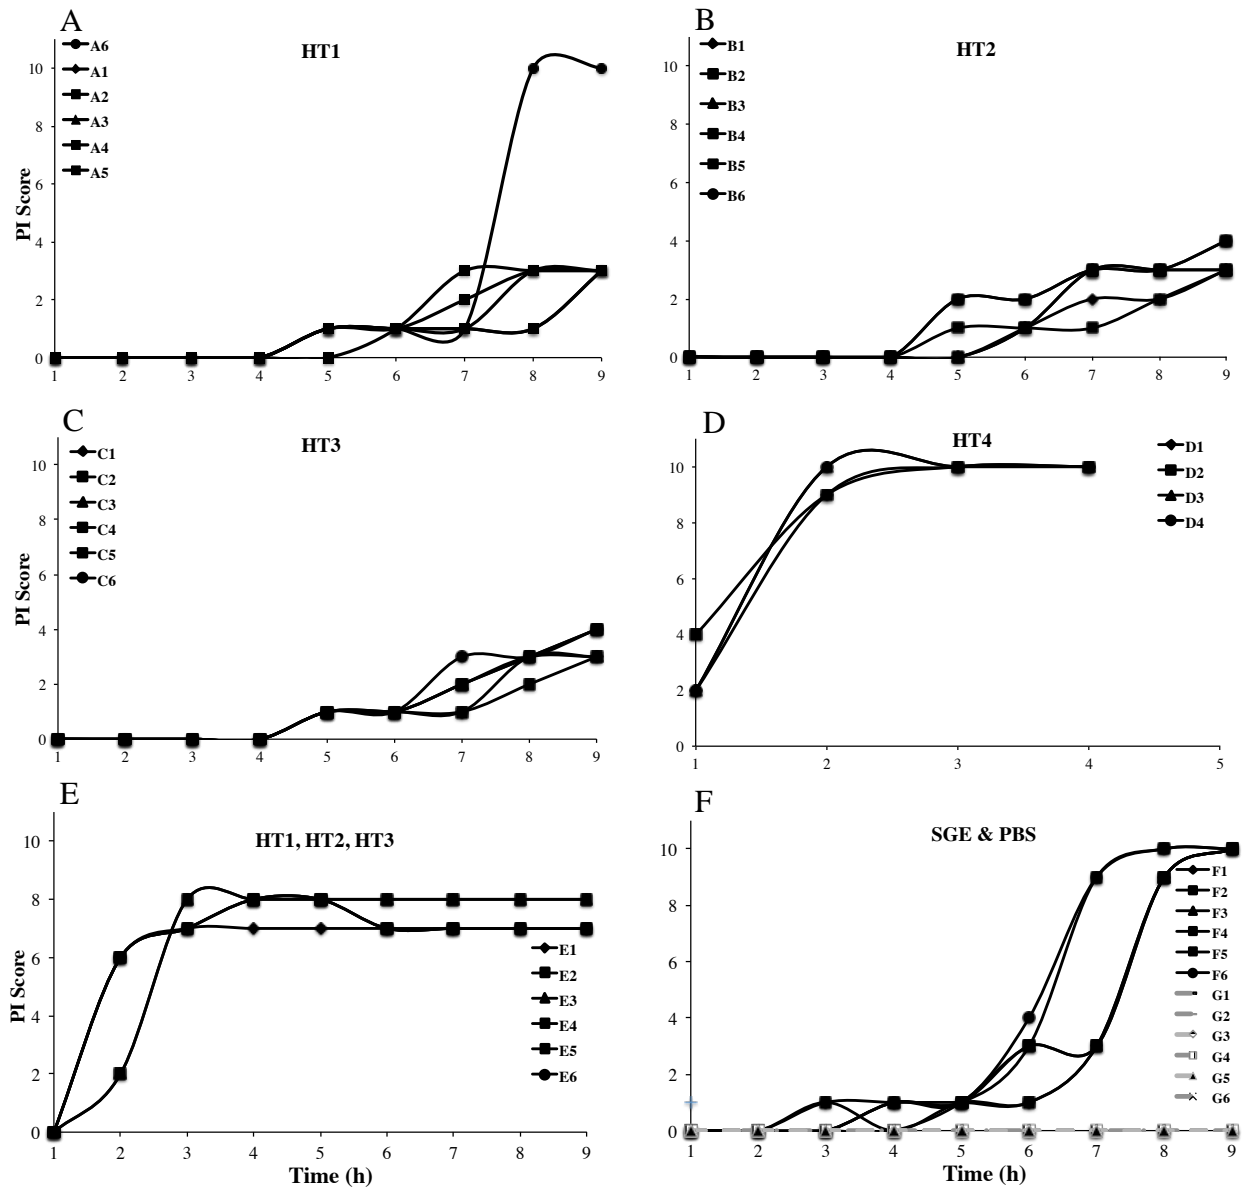 A
HT1
A6
A1
A2
A3
A4
A5
PI Score
10
8
6
4
2
0
1 2 3 4 5 6 7 8 9
B
HT2
B1
B2
B3
B4
B5
B6
10
8
6
4
2
0
1 2 3 4 5 6 7 8 9
C
HT3
C1
C2
C3
C4
C5
C6
PI Score
10
8
6
4
2
0
1 2 3 4 5 6 7 8 9
D
HT4
D1
D2
D3
D4
10
8
6
4
2
0
1 2 3 4 5
E
HT1, HT2, HT3
E1
E2
E3
E4
E5
E6
PI Score
10
8
6
4
2
0
1 2 3 4 5 6 7 8 9
Time (h)
F
SGE & PBS
F1
F2
F3
F4
F5
F6
G1
G2
G3
G4
G5
G6
10
8
6
4
2
0
1 2 3 4 5 6 7 8 9
Time (h)